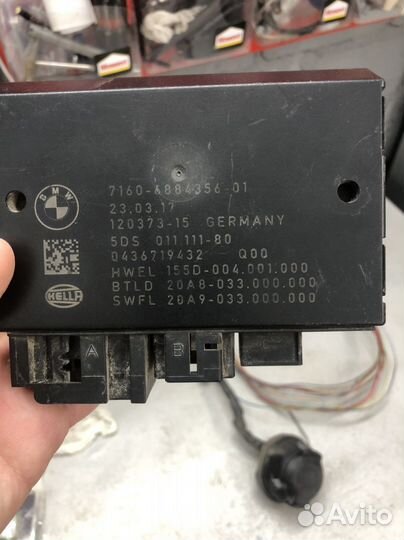 BMW
7160-6884356-01
23.03.17
120373-15 GERMANY
5DS 011 111-80
0436719432 Q00
HWEL 155D-004.001.000
BTLD 20A8-033.000.000
SWFL 20A9-033.000.000
HELLA
A
B
Avito